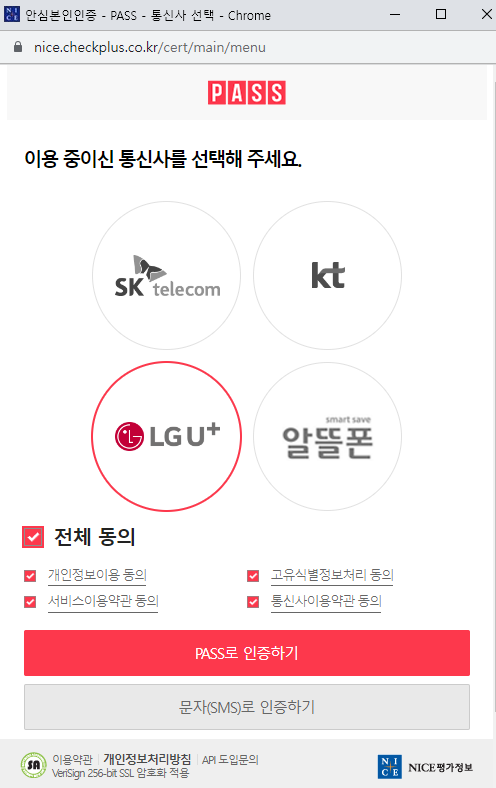 NICE 안심본인인증 - PASS - 통신사 선택 - Chrome
nice.checkplus.co.kr/cert/main/menu
PASS
이용 중이신 통신사를 선택해 주세요.
SK telecom
kt
LG U+
smart save
알뜰폰
전체 동의
개인정보이용 동의 고유식별정보처리 동의
서비스이용약관 동의 통신사이용약관 동의
PASS로 인증하기
문자(SMS)로 인증하기
SA 이용약관 | 개인정보처리방침 | API 도입문의
VeriSign 256-bit SSL 암호화 적용
NICE NICE평가정보